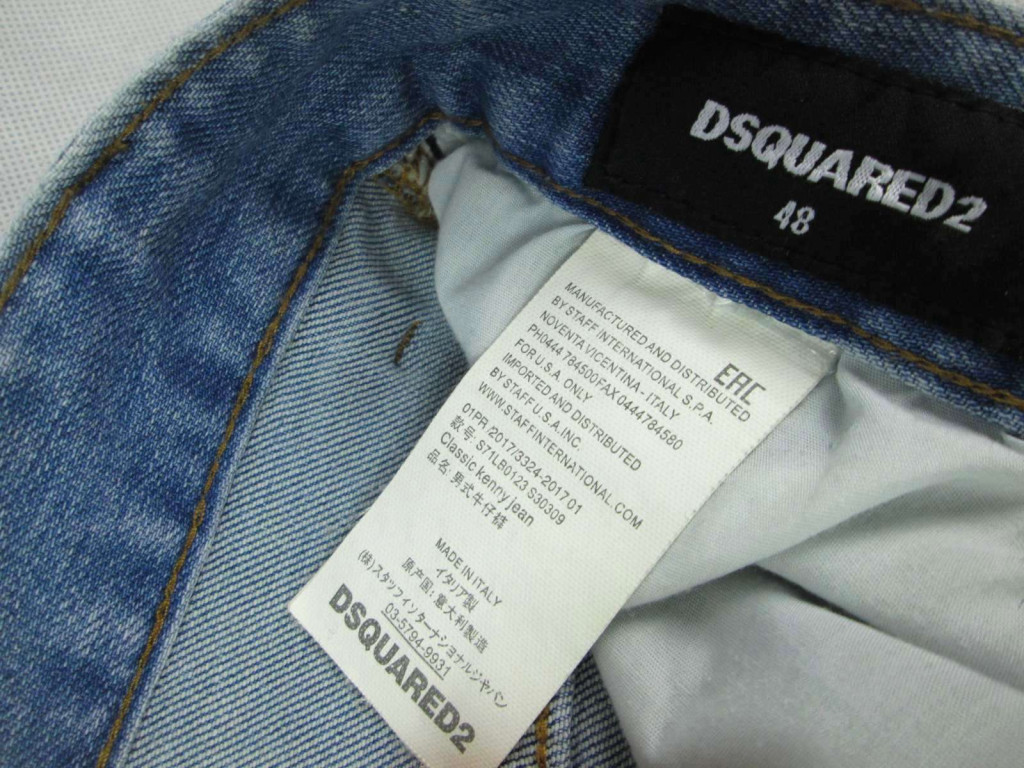 DSQUARED2
48
EAC
MANUFACTURED AND DISTRIBUTED
BY STAFF INTERNATIONAL S.P.A.
NOVENTA VICENTINA - ITALY
PH0444 784500FAX0444784580
FOR U.S.A. ONLY
IMPORTED AND DISTRIBUTED
BY STAFF U.S.A.INC.
WWW.STAFFINTERNATIONAL.COM
01PR 2017/3324-2017 01
款号: S71LB0123 S30309
Classic kenny jean
品名: 男式牛仔裤
MADE IN ITALY
イタリア製
原产国: 意大利製造
(株)スタッフインターナショナルジャパン
03-5794-9931
DSQUARED2